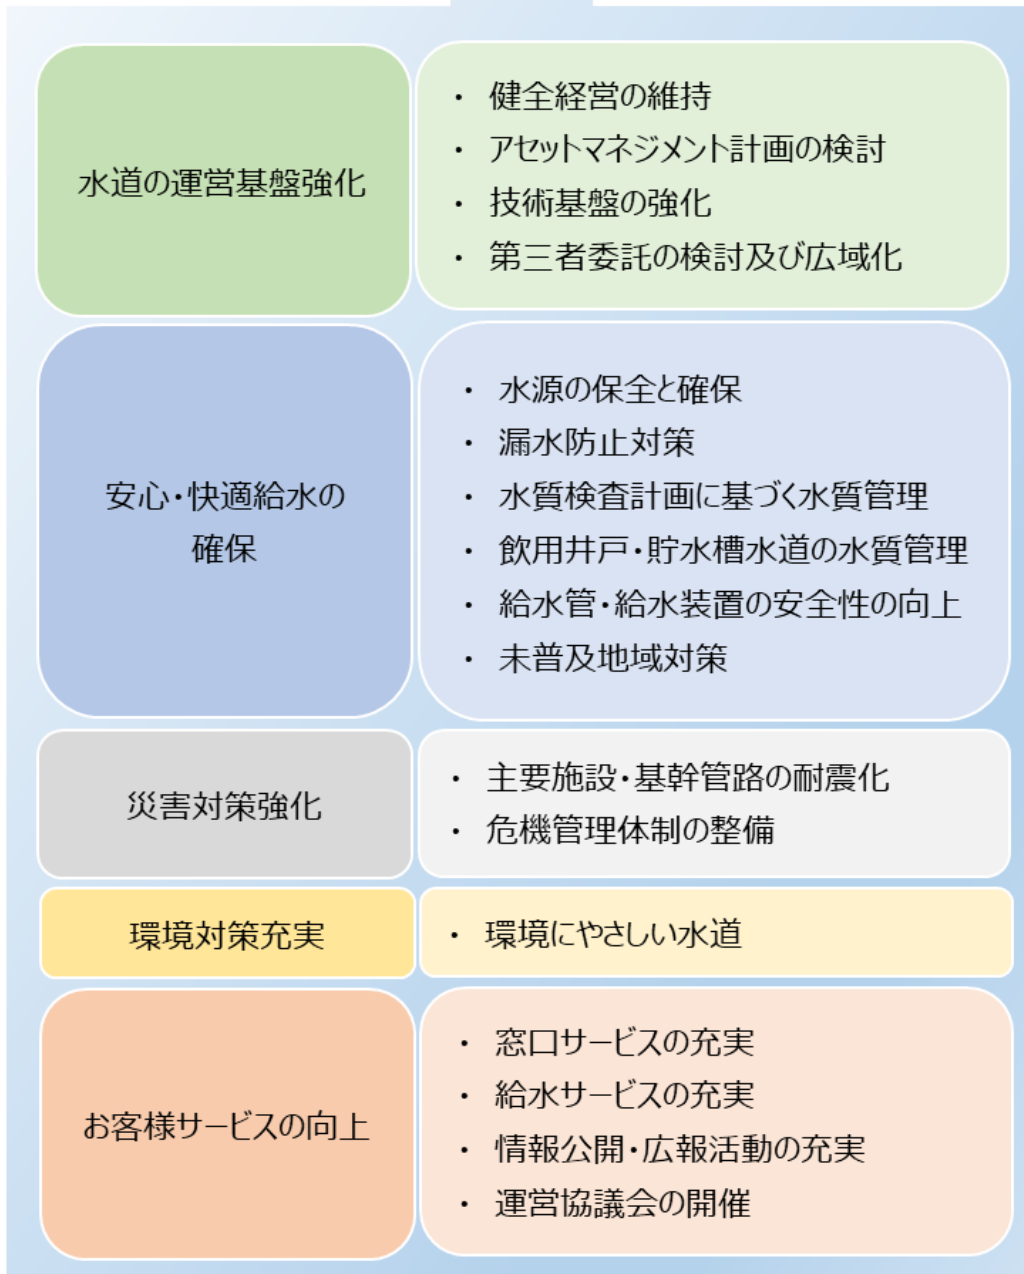 水道の運営基盤強化
・ 健全経営の維持
・ アセットマネジメント計画の検討
・ 技術基盤の強化
・ 第三者委託の検討及び広域化
安心・快適給水の
確保
・ 水源の保全と確保
・ 漏水防止対策
・ 水質検査計画に基づく水質管理
・ 飲用井戸・貯水槽水道の水質管理
・ 給水管・給水装置の安全性の向上
・ 未普及地域対策
災害対策強化
・ 主要施設・基幹管路の耐震化
・ 危機管理体制の整備
環境対策充実
・ 環境にやさしい水道
お客様サービスの向上
・ 窓口サービスの充実
・ 給水サービスの充実
・ 情報公開・広報活動の充実
・ 運営協議会の開催